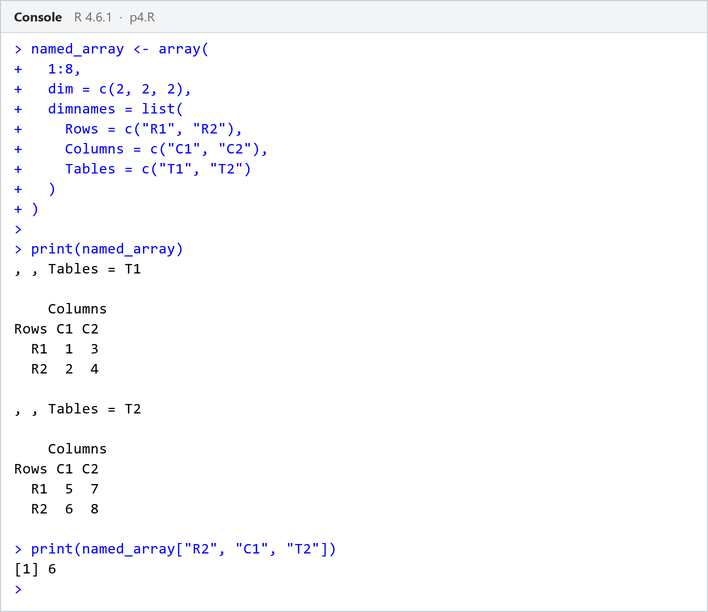 Console R 4.6.1 · p4.R
> named_array <- array(
+   1:8,
+   dim = c(2, 2, 2),
+   dimnames = list(
+     Rows = c("R1", "R2"),
+     Columns = c("C1", "C2"),
+     Tables = c("T1", "T2")
+   )
+ )
>
> print(named_array)
, , Tables = T1

    Columns
Rows C1 C2
  R1  1  3
  R2  2  4

, , Tables = T2

    Columns
Rows C1 C2
  R1  5  7
  R2  6  8

> print(named_array["R2", "C1", "T2"])
[1] 6
>